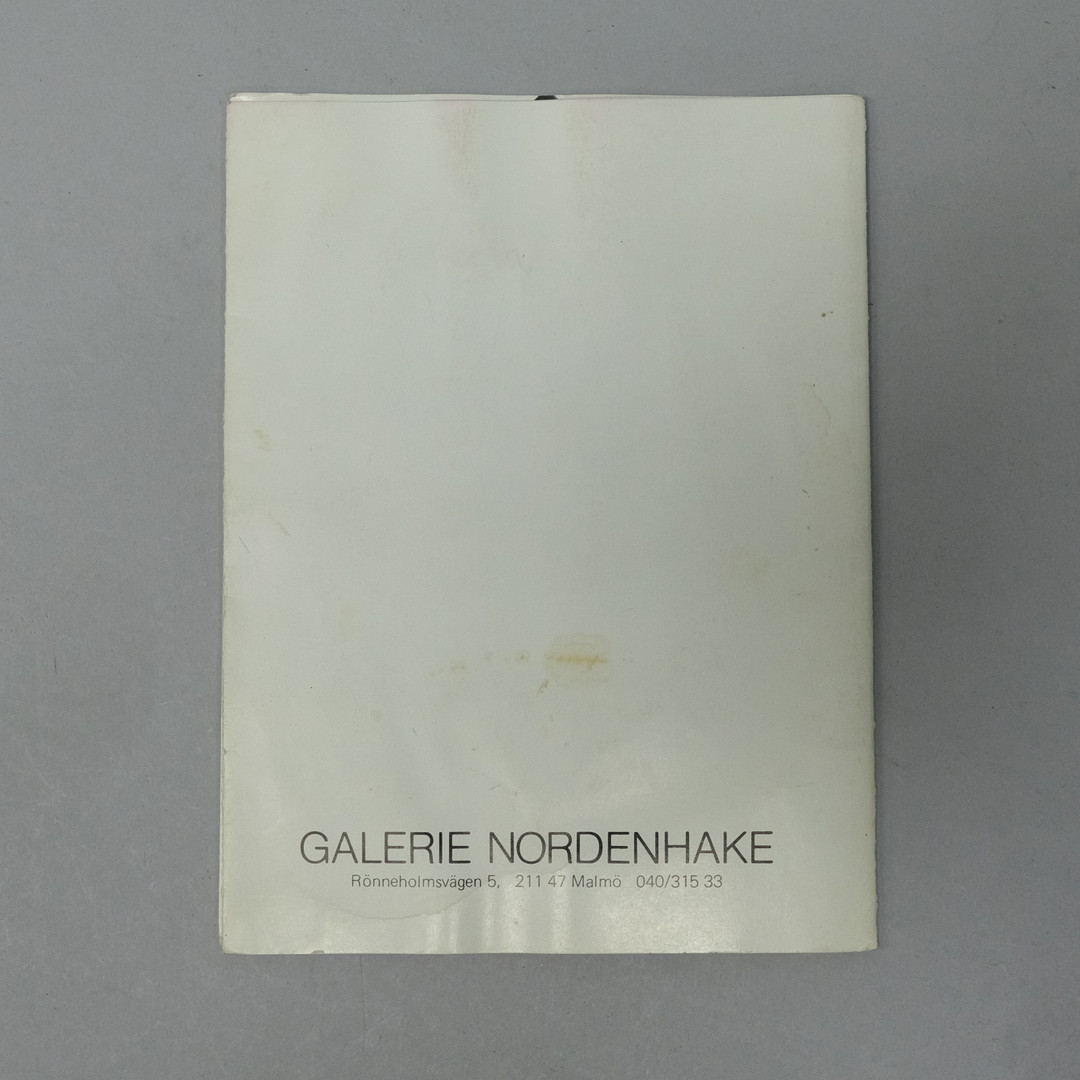 GALERIE NORDENHAKE
Rönneholmsvägen 5, 211 47 Malmö 040/315 33